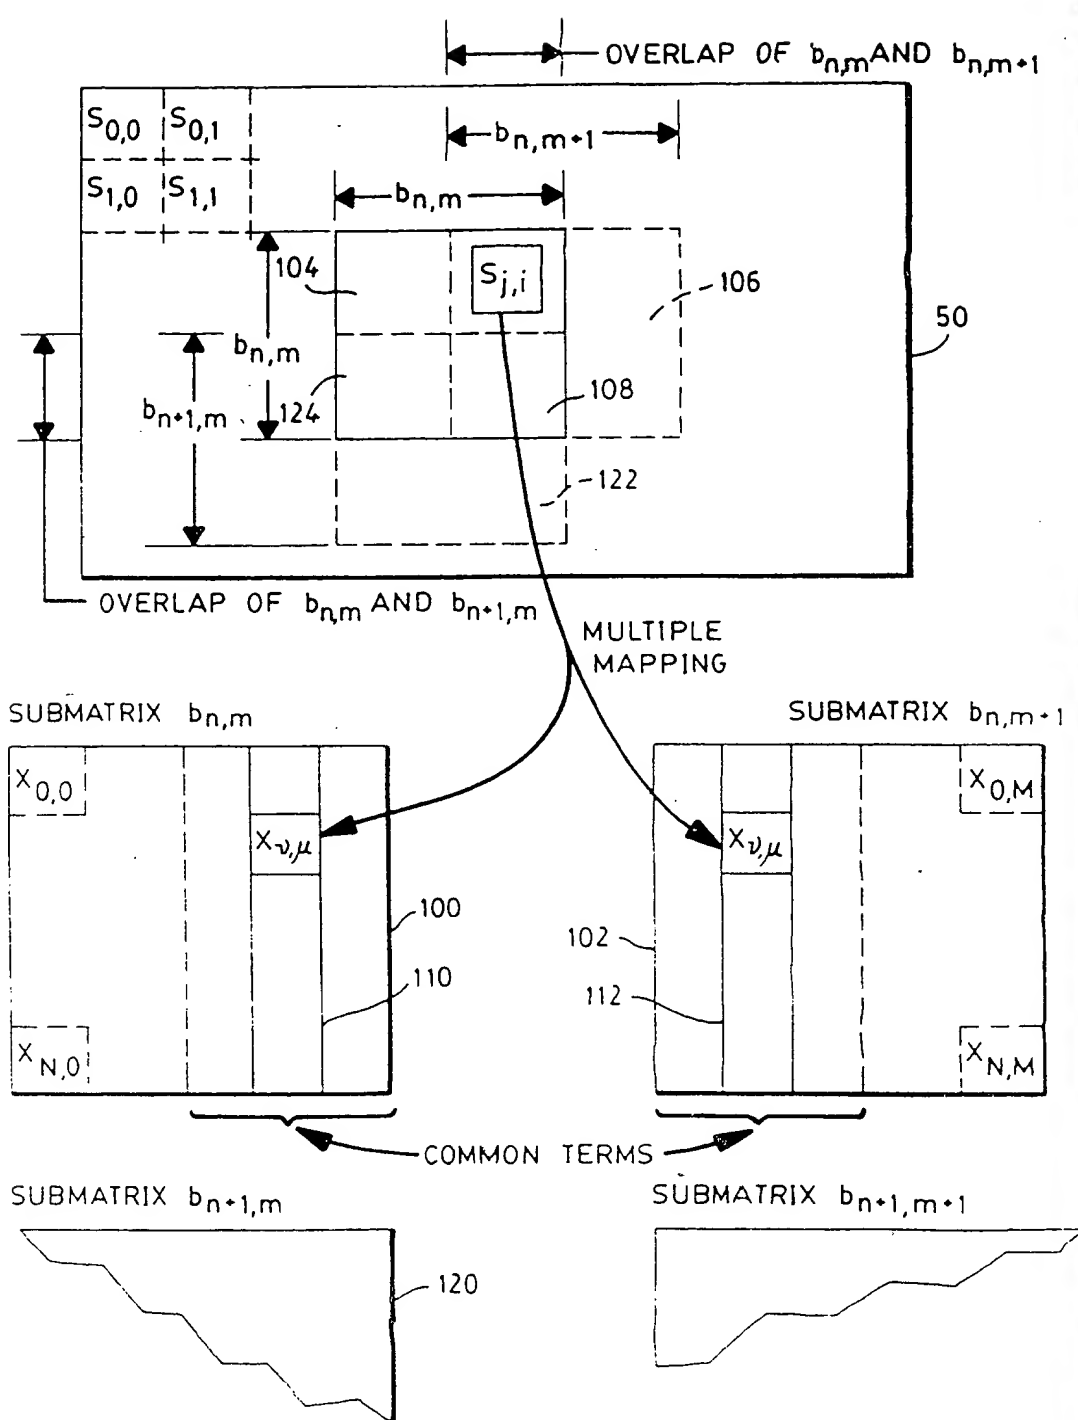 OVERLAP OF b_{n,m} AND b_{n,m+1}
S_{0,0} S_{0,1}
b_{n,m+1}
S_{1,0} S_{1,1}
b_{n,m}
104
S_{j,i}
106
50
b_{n,m}
124
108
b_{n+1,m}
122
OVERLAP OF b_{n,m} AND b_{n+1,m}
MULTIPLE
MAPPING
SUBMATRIX b_{n,m}
SUBMATRIX b_{n,m+1}
X_{0,0}
X_{0,M}
X_{ν,μ}
X_{ν,μ}
100
102
110
112
X_{N,0}
X_{N,M}
COMMON TERMS
SUBMATRIX b_{n+1,m}
SUBMATRIX b_{n+1,m+1}
120